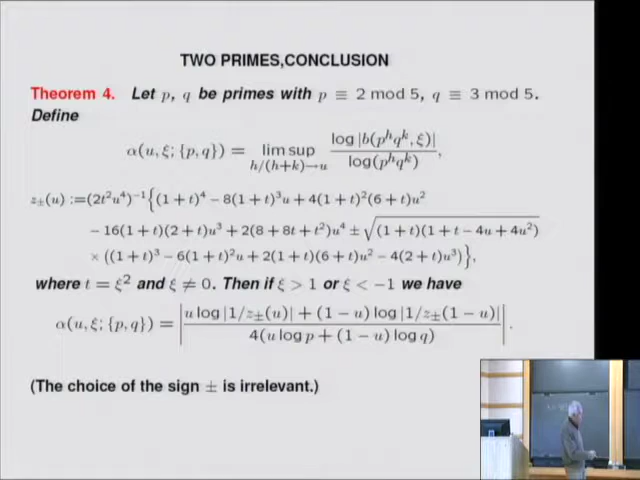 TWO PRIMES,CONCLUSION
Theorem 4. Let p, q be primes with p ≡ 2 mod 5, q ≡ 3 mod 5.
Define
α(u, ξ; {p, q}) = lim sup_{h/(h+k)→u} log |b(p^h q^k, ξ)| / log(p^h q^k),
z±(u) := (2t²u⁴)⁻¹{(1 + t)⁴ − 8(1 + t)³u + 4(1 + t)²(6 + t)u²
− 16(1 + t)(2 + t)u³ + 2(8 + 8t + t²)u⁴ ± √((1 + t)(1 + t − 4u + 4u²)
× ((1 + t)³ − 6(1 + t)²u + 2(1 + t)(6 + t)u² − 4(2 + t)u³)},
where t = ξ² and ξ ≠ 0. Then if ξ > 1 or ξ < −1 we have
α(u, ξ; {p, q}) = |(u log |1/z±(u)| + (1 − u) log |1/z±(1 − u)|) / (4(u log p + (1 − u) log q))|.
(The choice of the sign ± is irrelevant.)